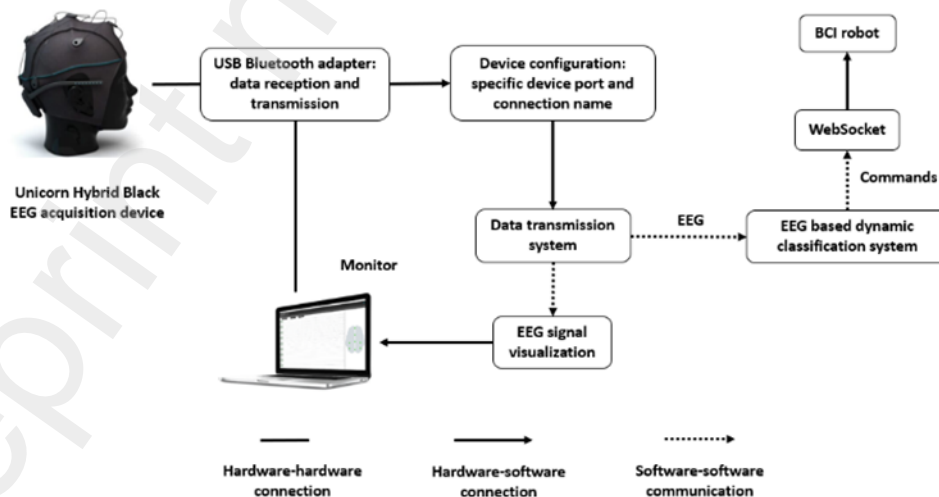 BCI robot
USB Bluetooth adapter:
data reception and
transmission
Device configuration:
specific device port and
connection name
WebSocket
Commands
Unicorn Hybrid Black
EEG acquisition device
Data transmission
system
EEG
EEG based dynamic
classification system
Monitor
EEG signal
visualization
Hardware-hardware
connection
Hardware-software
connection
Software-software
communication